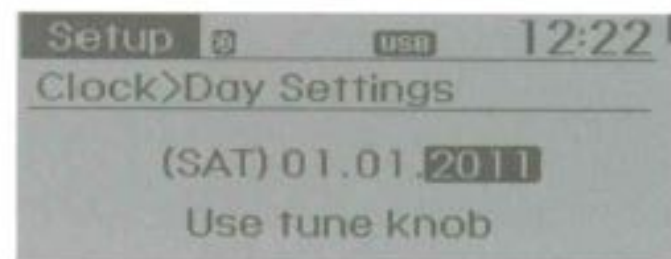 Setup USB 12:22
Clock>Day Settings
(SAT) 01.01.2011
Use tune knob